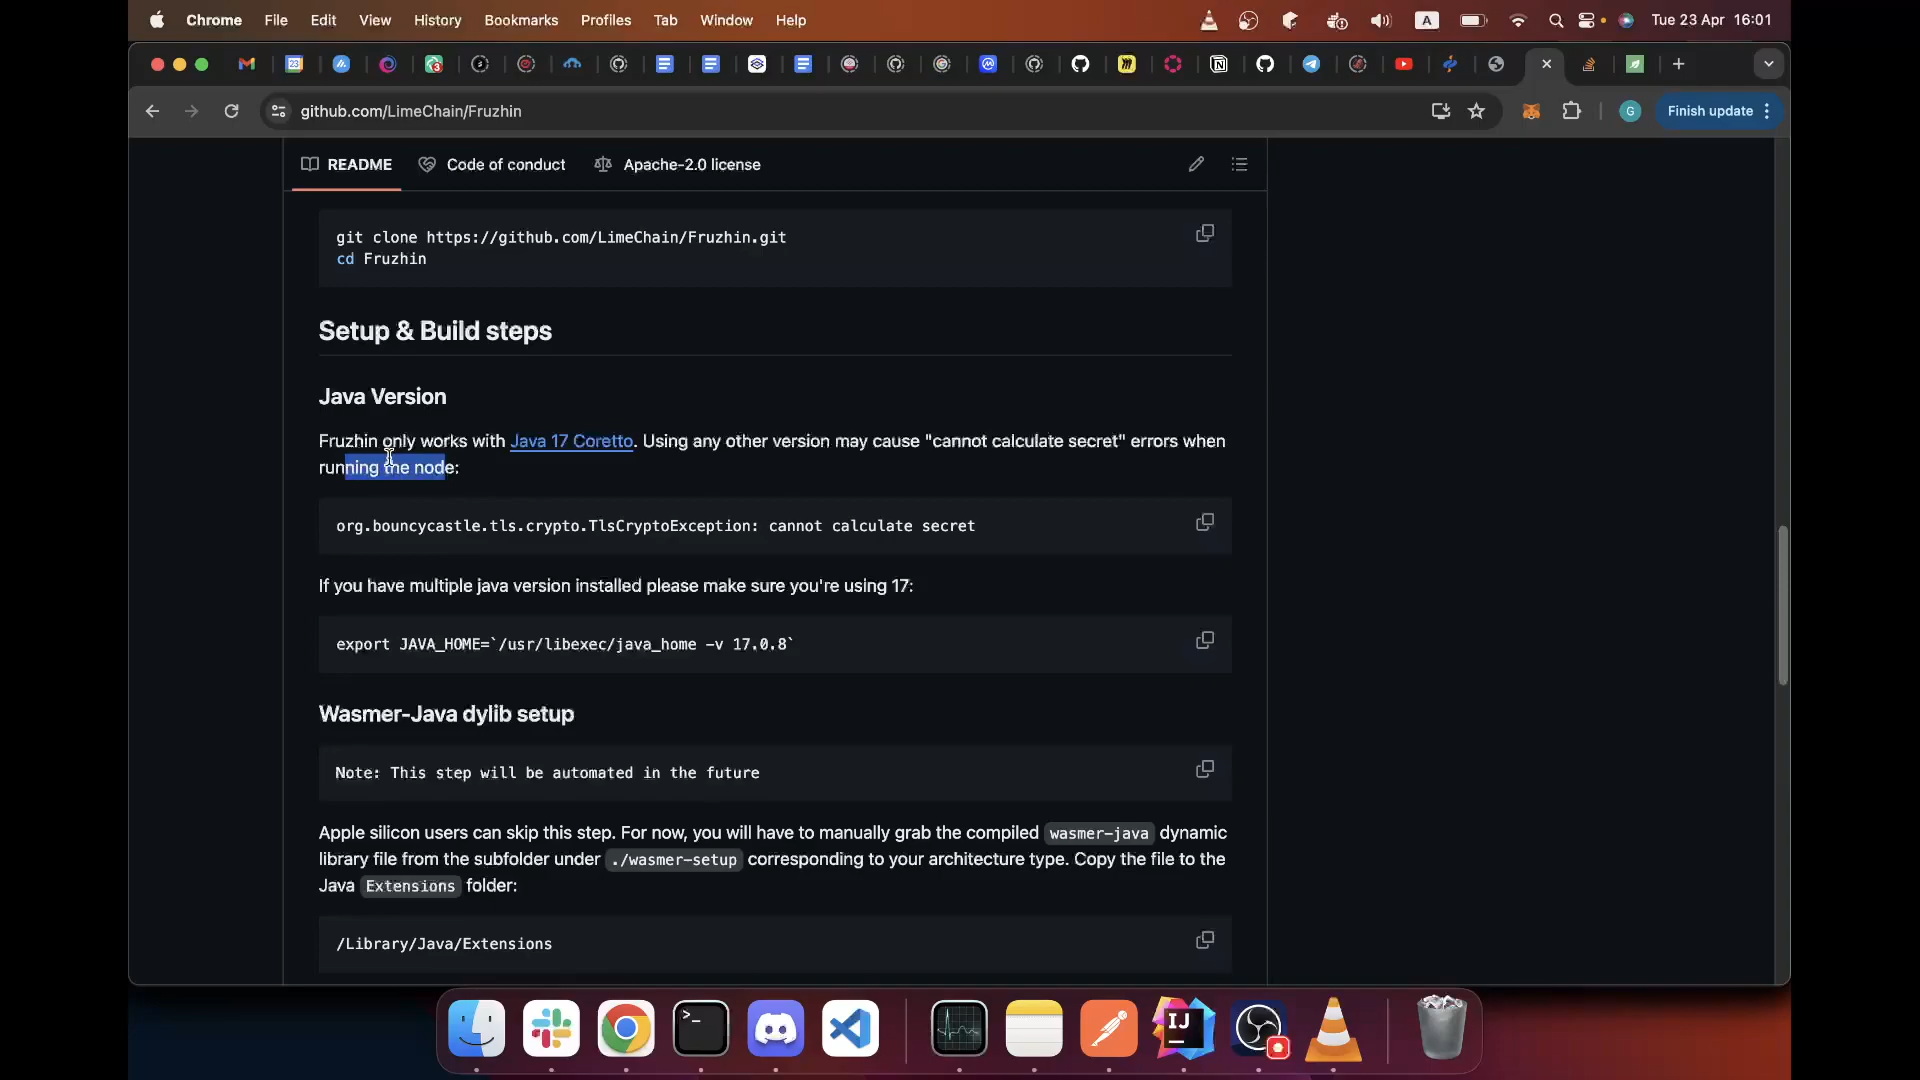 Chrome File Edit View History Bookmarks Profiles Tab Window Help
A
Tue 23 Apr 16:01
github.com/LimeChain/Fruzhin
G
Finish update
README
Code of conduct
Apache-2.0 license
git clone https://github.com/LimeChain/Fruzhin.git
cd Fruzhin
Setup & Build steps
Java Version
Fruzhin only works with Java 17 Coretto. Using any other version may cause "cannot calculate secret" errors when
running the node:
org.bouncycastle.tls.crypto.TlsCryptoException: cannot calculate secret
If you have multiple java version installed please make sure you're using 17:
export JAVA_HOME=`/usr/libexec/java_home -v 17.0.8`
Wasmer-Java dylib setup
Note: This step will be automated in the future
Apple silicon users can skip this step. For now, you will have to manually grab the compiled wasmer-java dynamic
library file from the subfolder under ./wasmer-setup corresponding to your architecture type. Copy the file to the
Java Extensions folder:
/Library/Java/Extensions
>_
IJ